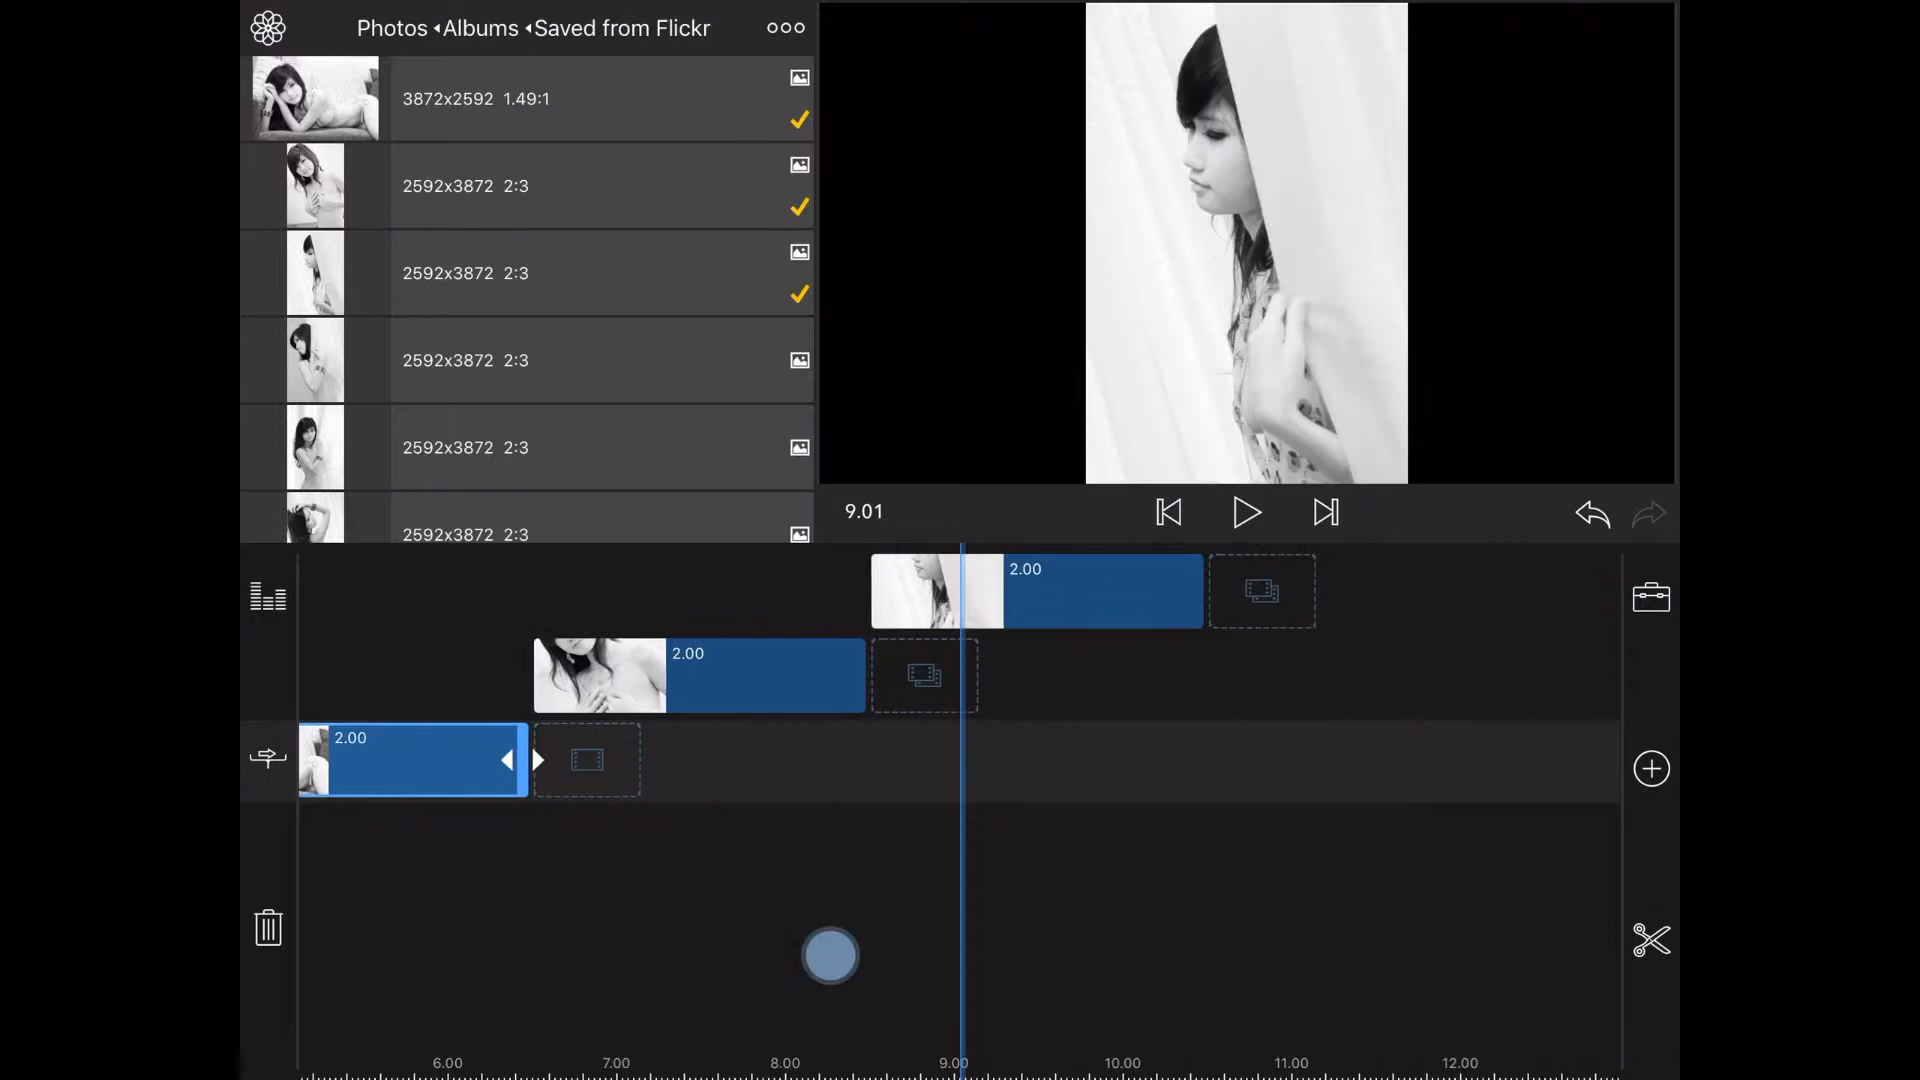 Photos Albums Saved from Flickr
3872x2592 1.49:1
2592x3872 2:3
2592x3872 2:3
2592x3872 2:3
2592x3872 2:3
2592x3872 2:3
9.01
2.00
2.00
2.00
6.00 7.00 8.00 9.00 10.00 11.00 12.00